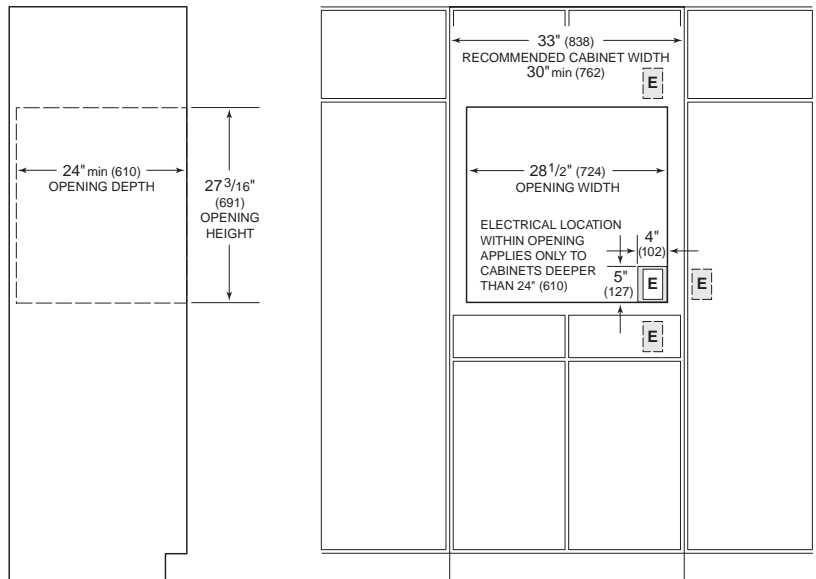 24" min (610)
OPENING DEPTH
27 3/16"
(691)
OPENING
HEIGHT
33" (838)
RECOMMENDED CABINET WIDTH
30" min (762)
E
28 1/2" (724)
OPENING WIDTH
ELECTRICAL LOCATION
WITHIN OPENING
APPLIES ONLY TO
CABINETS DEEPER
THAN 24" (610)
4"
(102)
5"
(127)
E
E
E